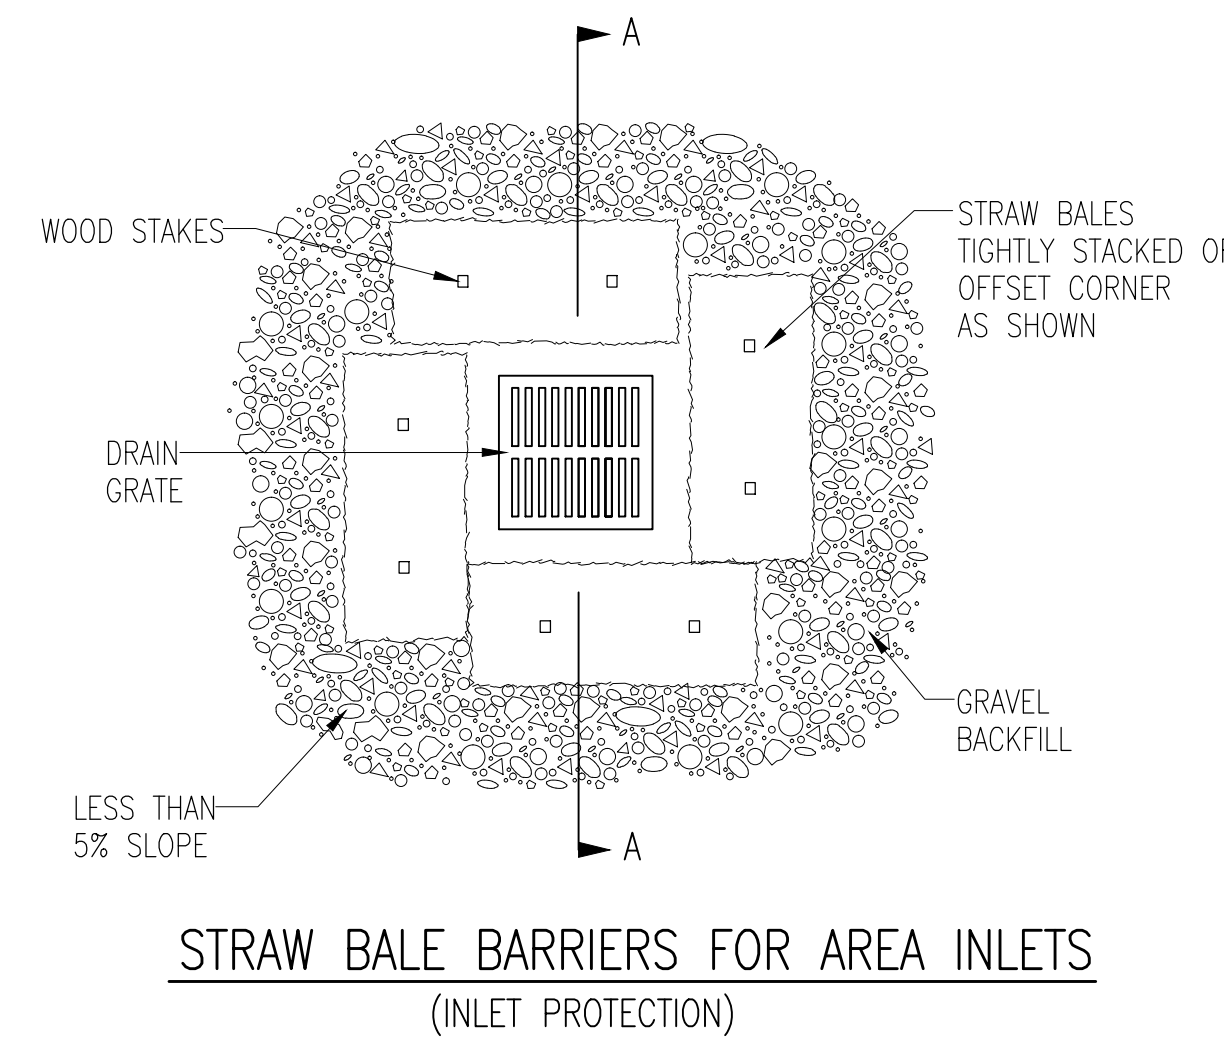 A
WOOD STAKES
STRAW BALES
TIGHTLY STACKED
OFFSET CORNER
AS SHOWN
DRAIN
GRATE
GRAVEL
BACKFILL
LESS THAN
5% SLOPE
A
STRAW BALE BARRIERS FOR AREA INLETS
(INLET PROTECTION)